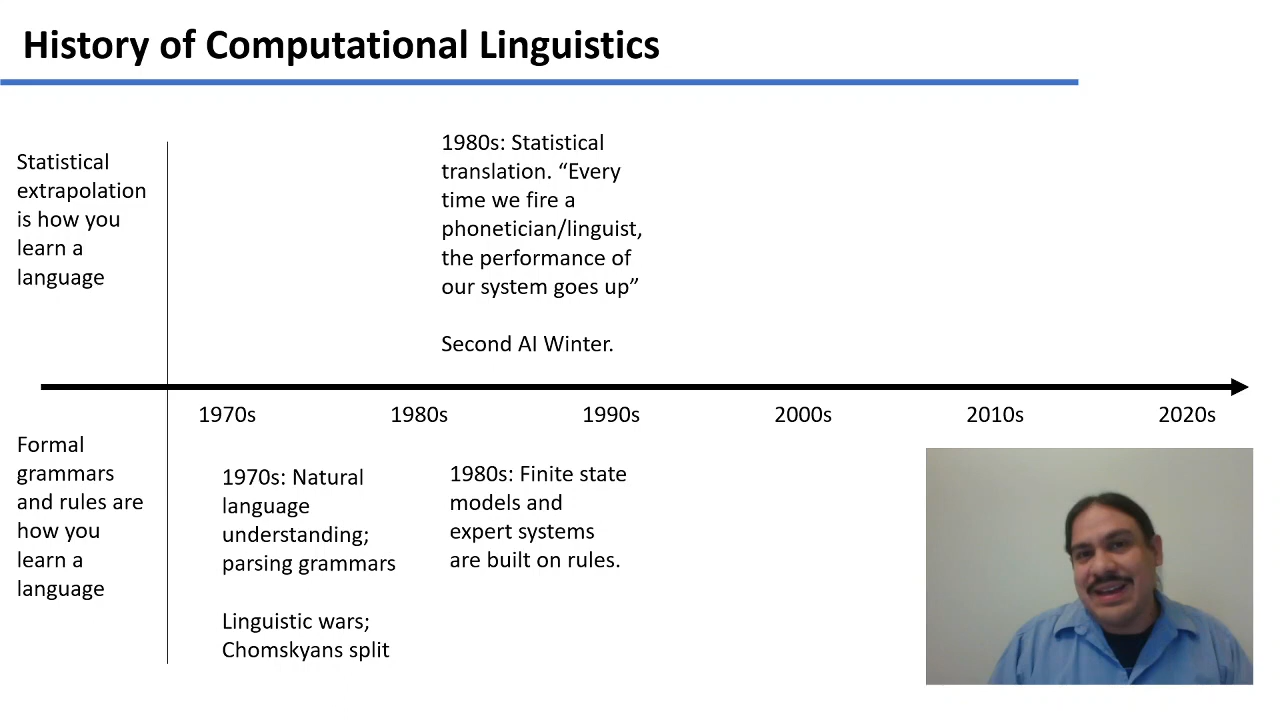 History of Computational Linguistics
Statistical
extrapolation
is how you
learn a
language
1980s: Statistical
translation. “Every
time we fire a
phonetician/linguist,
the performance of
our system goes up”
Second AI Winter.
1970s 1980s 1990s 2000s 2010s 2020s
Formal
grammars
and rules are
how you
learn a
language
1970s: Natural
language
understanding;
parsing grammars
Linguistic wars;
Chomskyans split
1980s: Finite state
models and
expert systems
are built on rules.